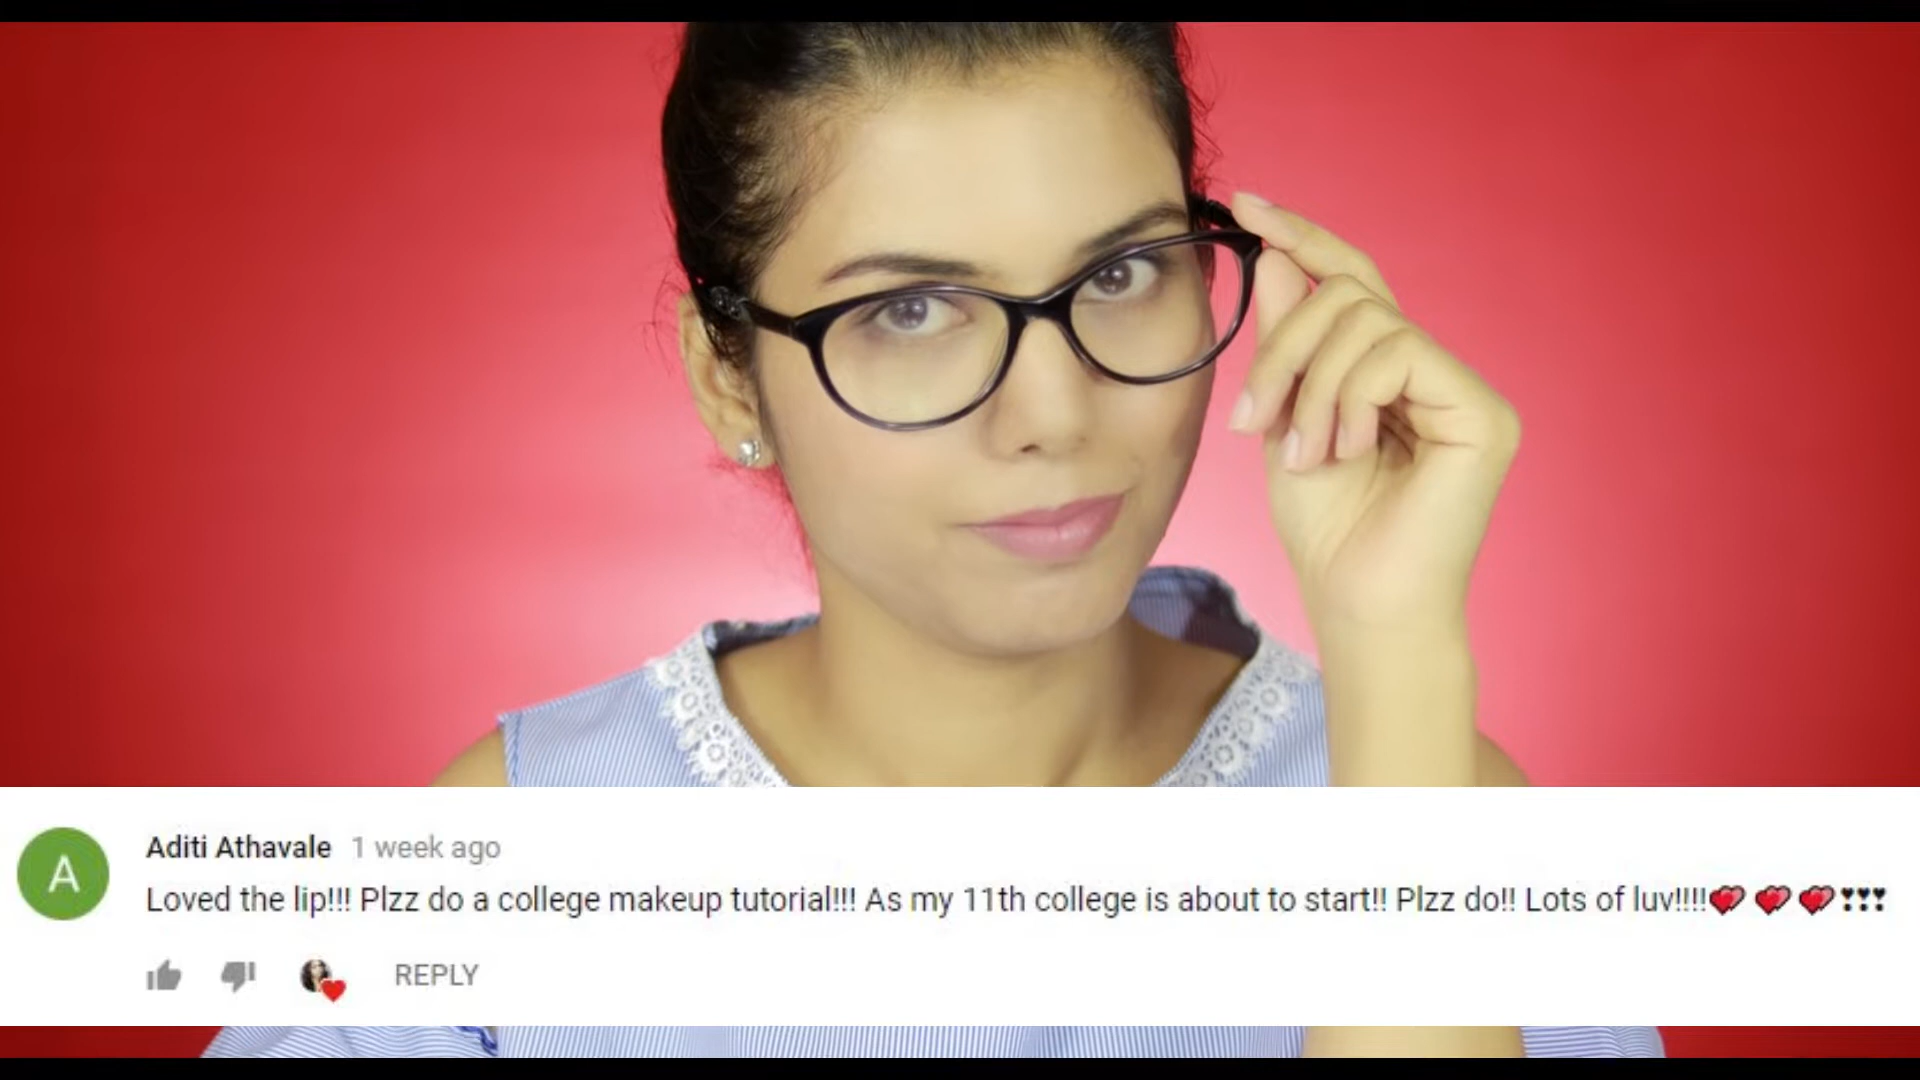 A
Aditi Athavale 1 week ago
Loved the lip!!! Plzz do a college makeup tutorial!!! As my 11th college is about to start!! Plzz do!! Lots of luv!!!!💕 💕 💕❣❣❣
REPLY